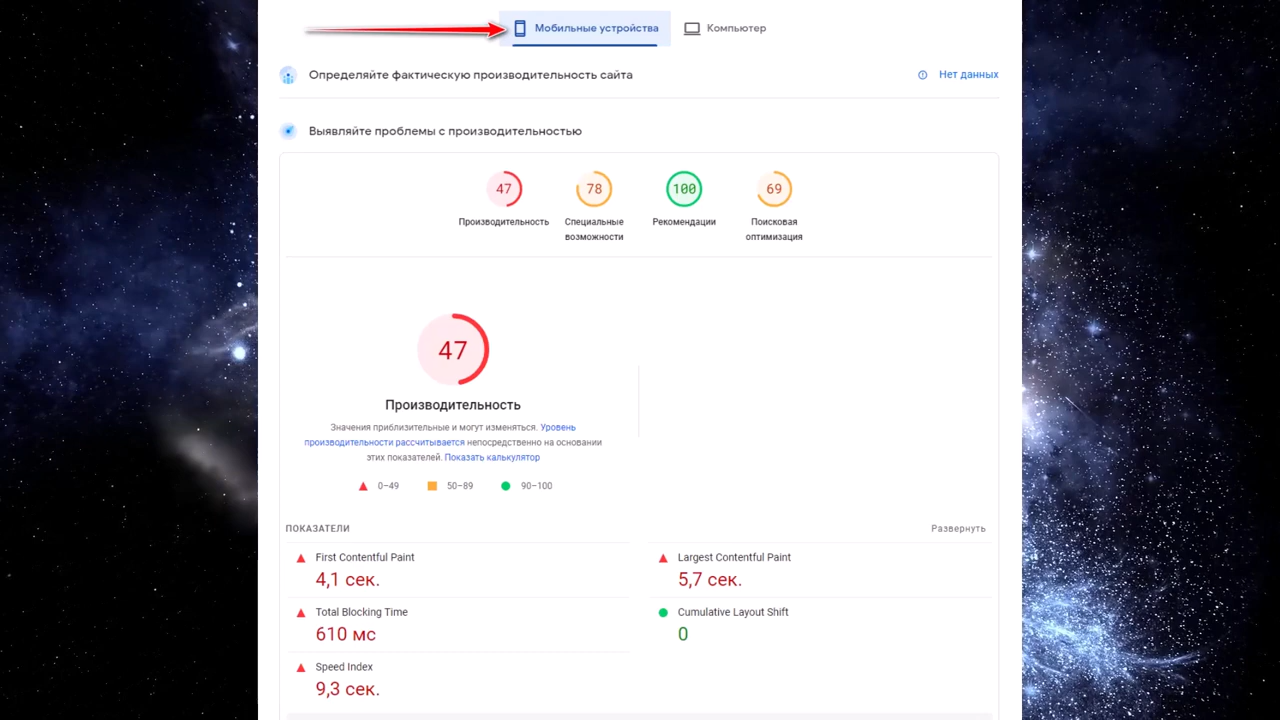 Мобильные устройства
Компьютер
Определяйте фактическую производительность сайта
Нет данных
Выявляйте проблемы с производительностью
47
78
100
69
Производительность
Специальные
возможности
Рекомендации
Поисковая
оптимизация
47
Производительность
Значения приблизительные и могут изменяться. Уровень
производительности рассчитывается непосредственно на основании
этих показателей. Показать калькулятор
0–49
50–89
90–100
ПОКАЗАТЕЛИ
Развернуть
First Contentful Paint
4,1 сек.
Largest Contentful Paint
5,7 сек.
Total Blocking Time
610 мс
Cumulative Layout Shift
0
Speed Index
9,3 сек.